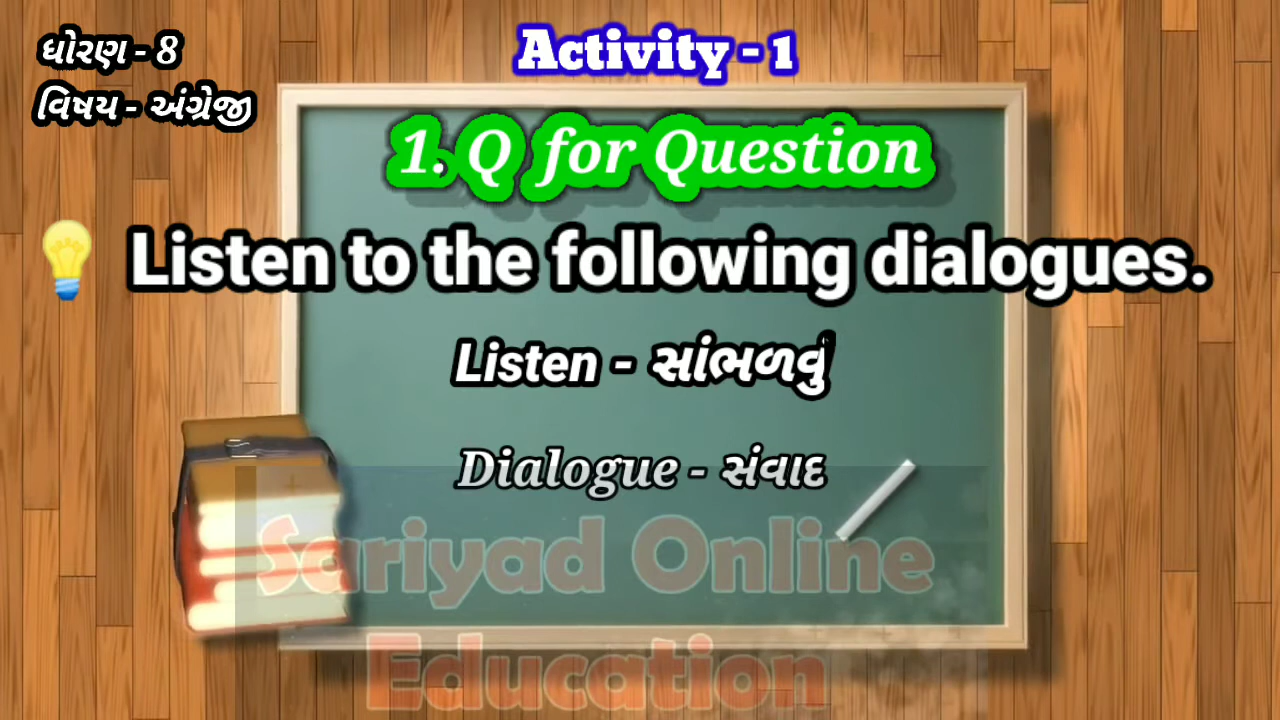 ધોરણ - 8
વિષય - અંગ્રેજી
Activity - 1
1. Q for Question
Listen to the following dialogues.
Listen - સાંભળવું
Dialogue - સંવાદ
Sariyad Online
Education